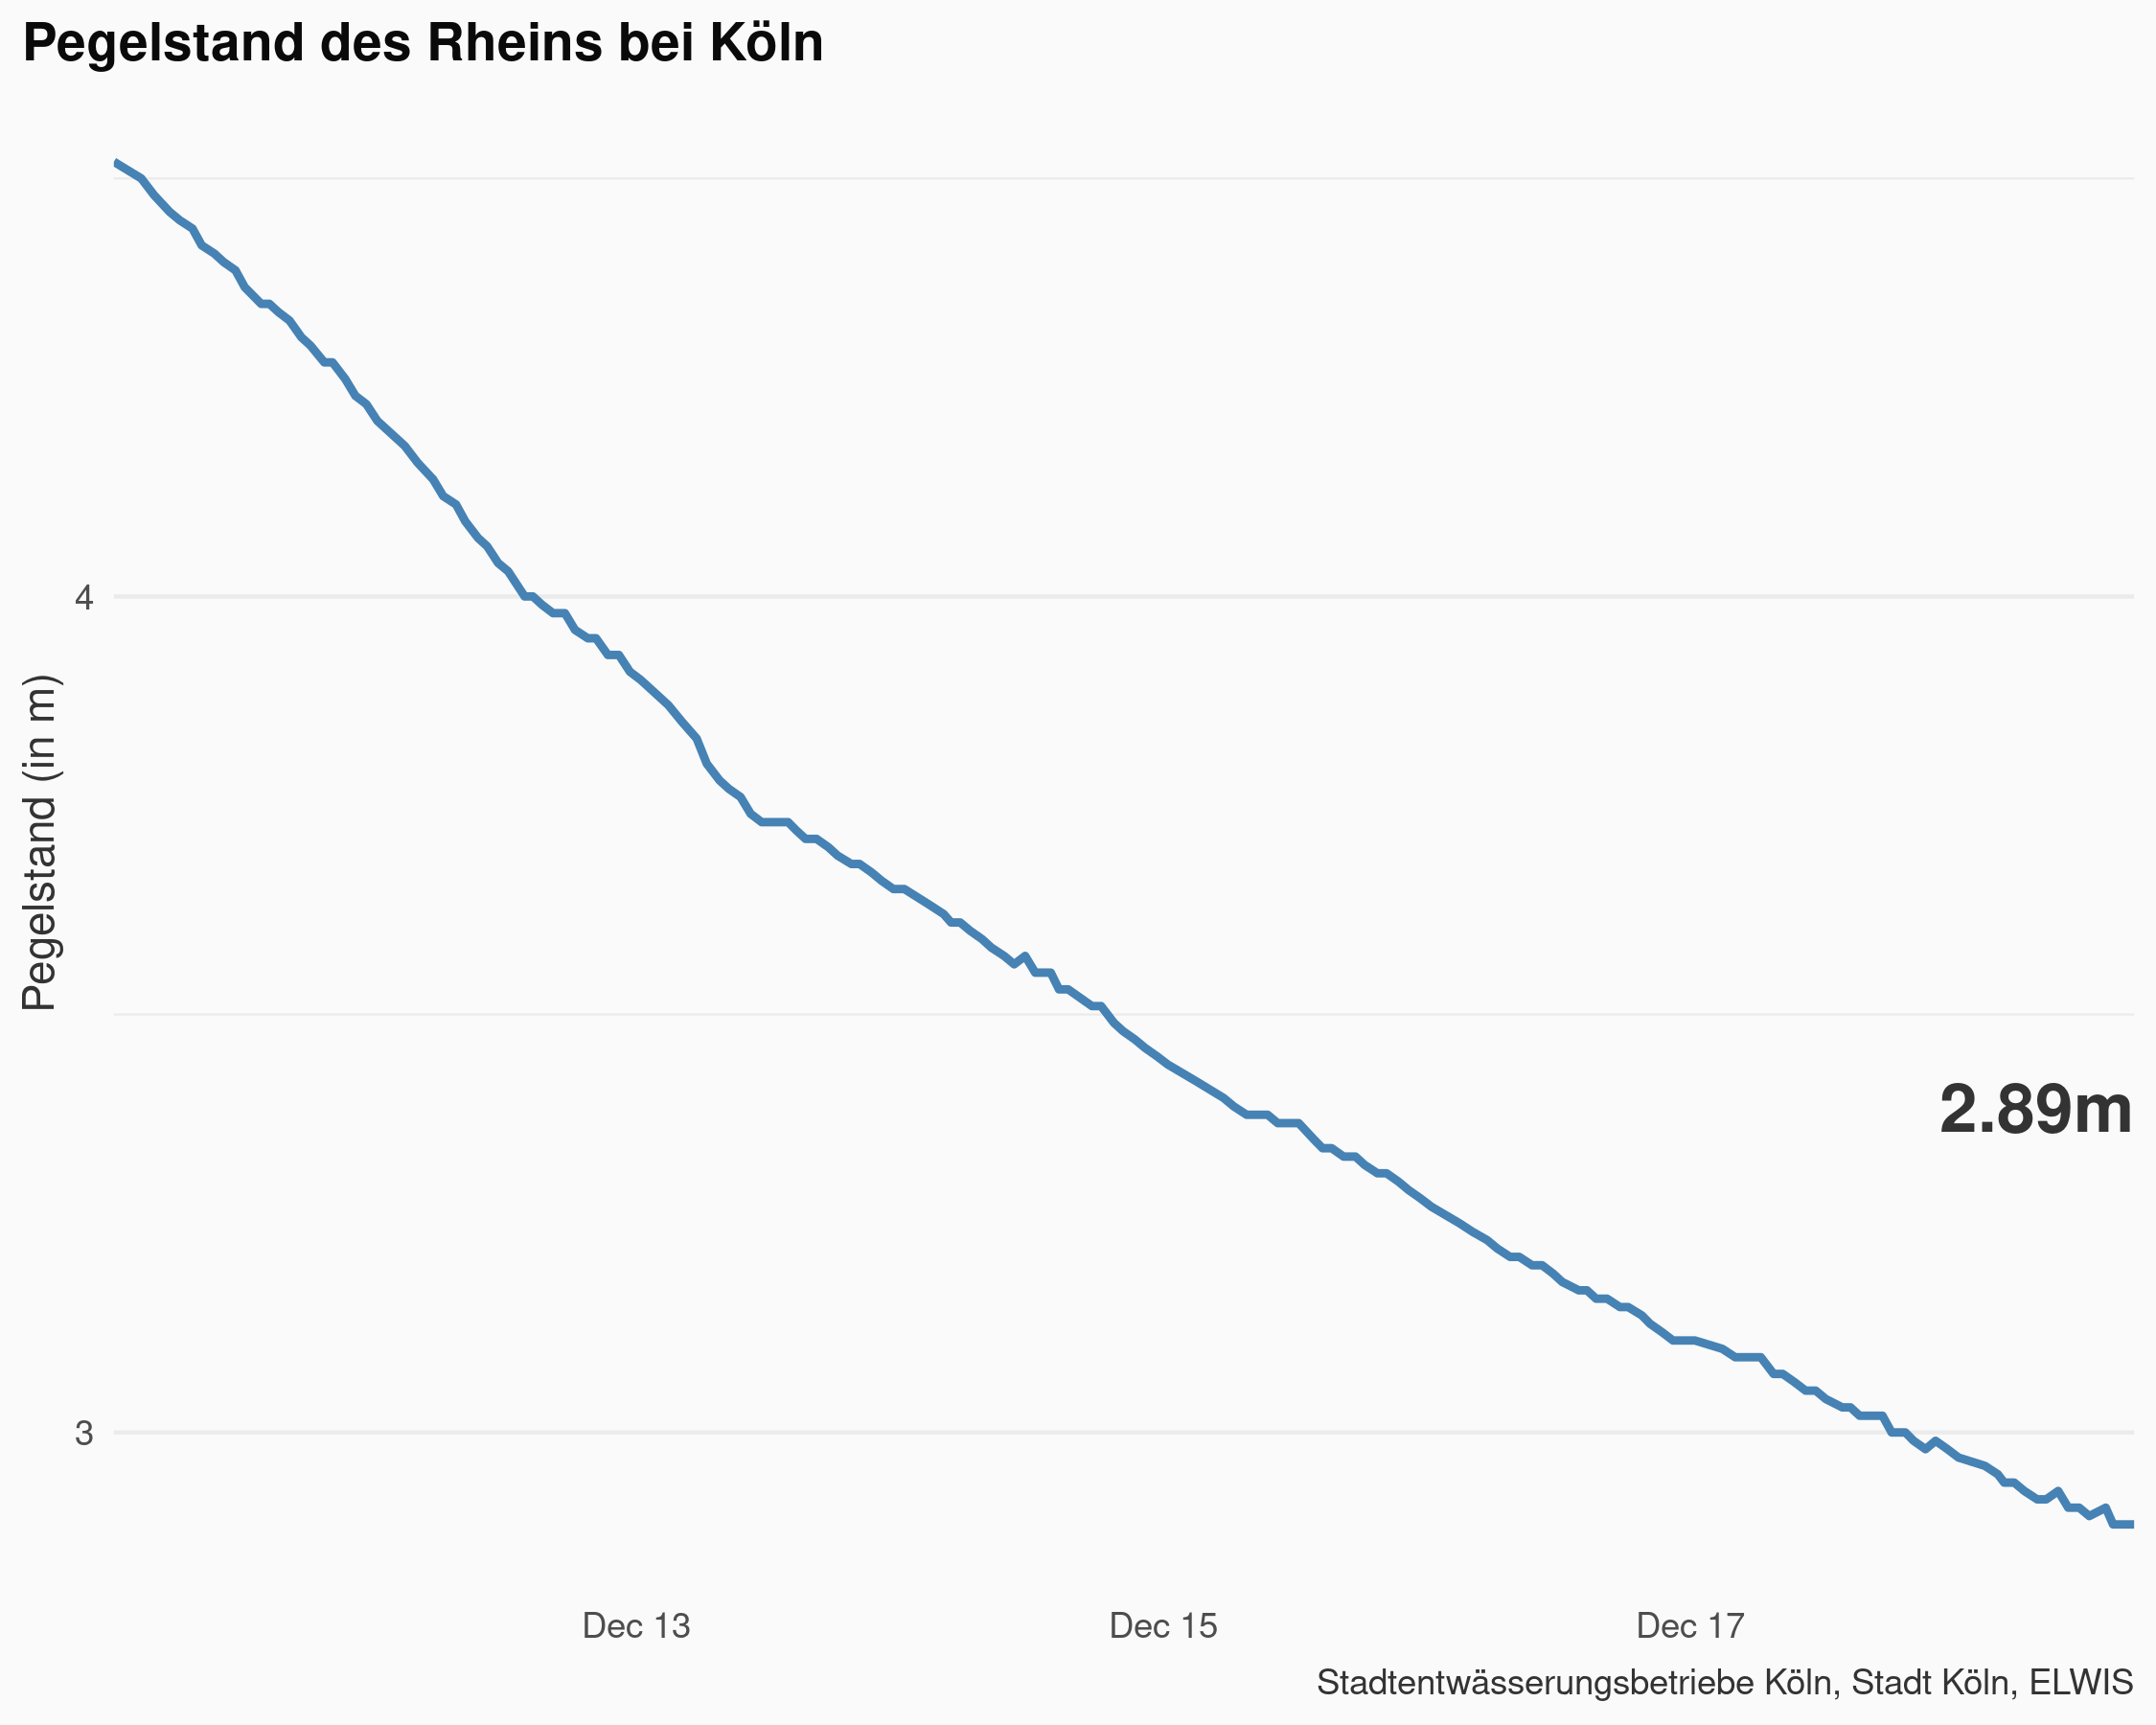 Pegelstand des Rheins bei Köln
Pegelstand (in m)
4
3
2.89m
Dec 13
Dec 15
Dec 17
Stadtentwässerungsbetriebe Köln, Stadt Köln, ELWIS